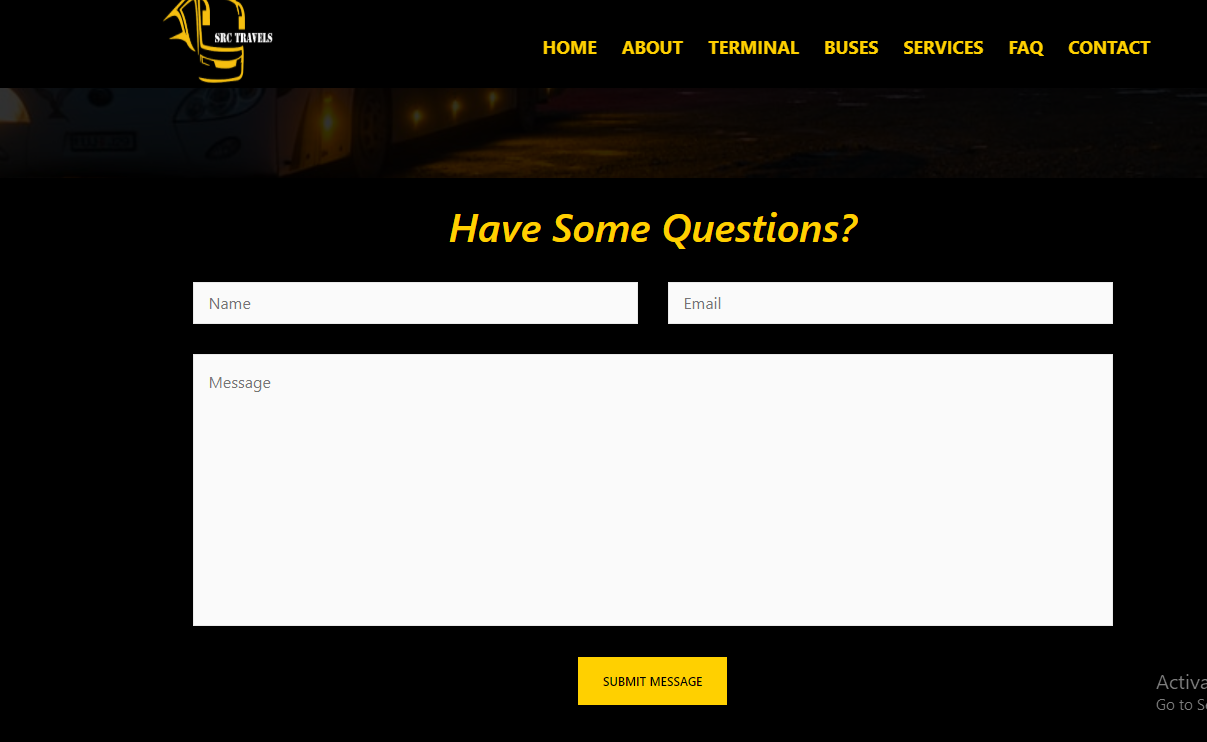 SRC TRAVELS
HOME ABOUT TERMINAL BUSES SERVICES FAQ CONTACT
Have Some Questions?
Name Email
Message
SUBMIT MESSAGE
Activa
Go to Se